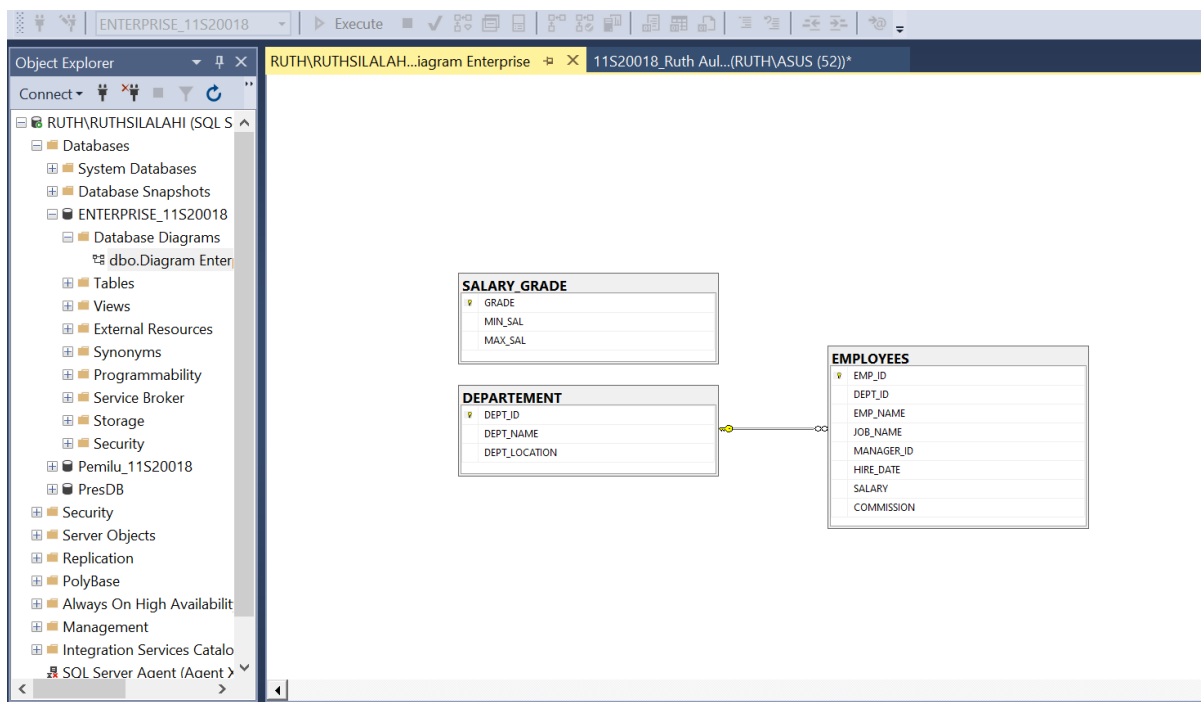 ENTERPRISE_11S20018
Execute
Object Explorer
Connect
RUTH\RUTHSILALAHI (SQL S
Databases
System Databases
Database Snapshots
ENTERPRISE_11S20018
Database Diagrams
dbo.Diagram Enter
Tables
Views
External Resources
Synonyms
Programmability
Service Broker
Storage
Security
Pemilu_11S20018
PresDB
Security
Server Objects
Replication
PolyBase
Always On High Availabilit
Management
Integration Services Catalo
SQL Server Agent (Agent X
RUTH\RUTHSILALAH...iagram Enterprise
11S20018_Ruth Aul...(RUTH\ASUS (52))*
SALARY_GRADE
GRADE
MIN_SAL
MAX_SAL
DEPARTEMENT
DEPT_ID
DEPT_NAME
DEPT_LOCATION
EMPLOYEES
EMP_ID
DEPT_ID
EMP_NAME
JOB_NAME
MANAGER_ID
HIRE_DATE
SALARY
COMMISSION